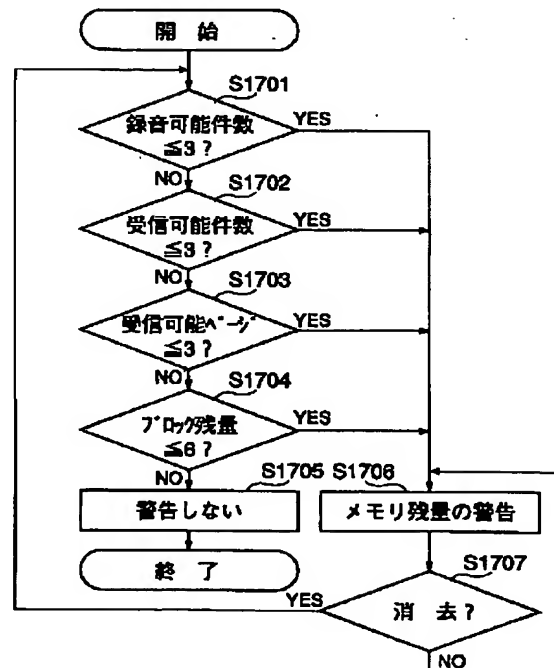 開 始
S1701
録音可能件数
≦3?
YES
NO
S1702
受信可能件数
≦3?
YES
NO
S1703
受信可能ページ
≦3?
YES
NO
S1704
ブロック残量
≦6?
YES
NO
S1705
警告しない
S1706
メモリ残量の警告
終 了
S1707
消 去?
YES
NO